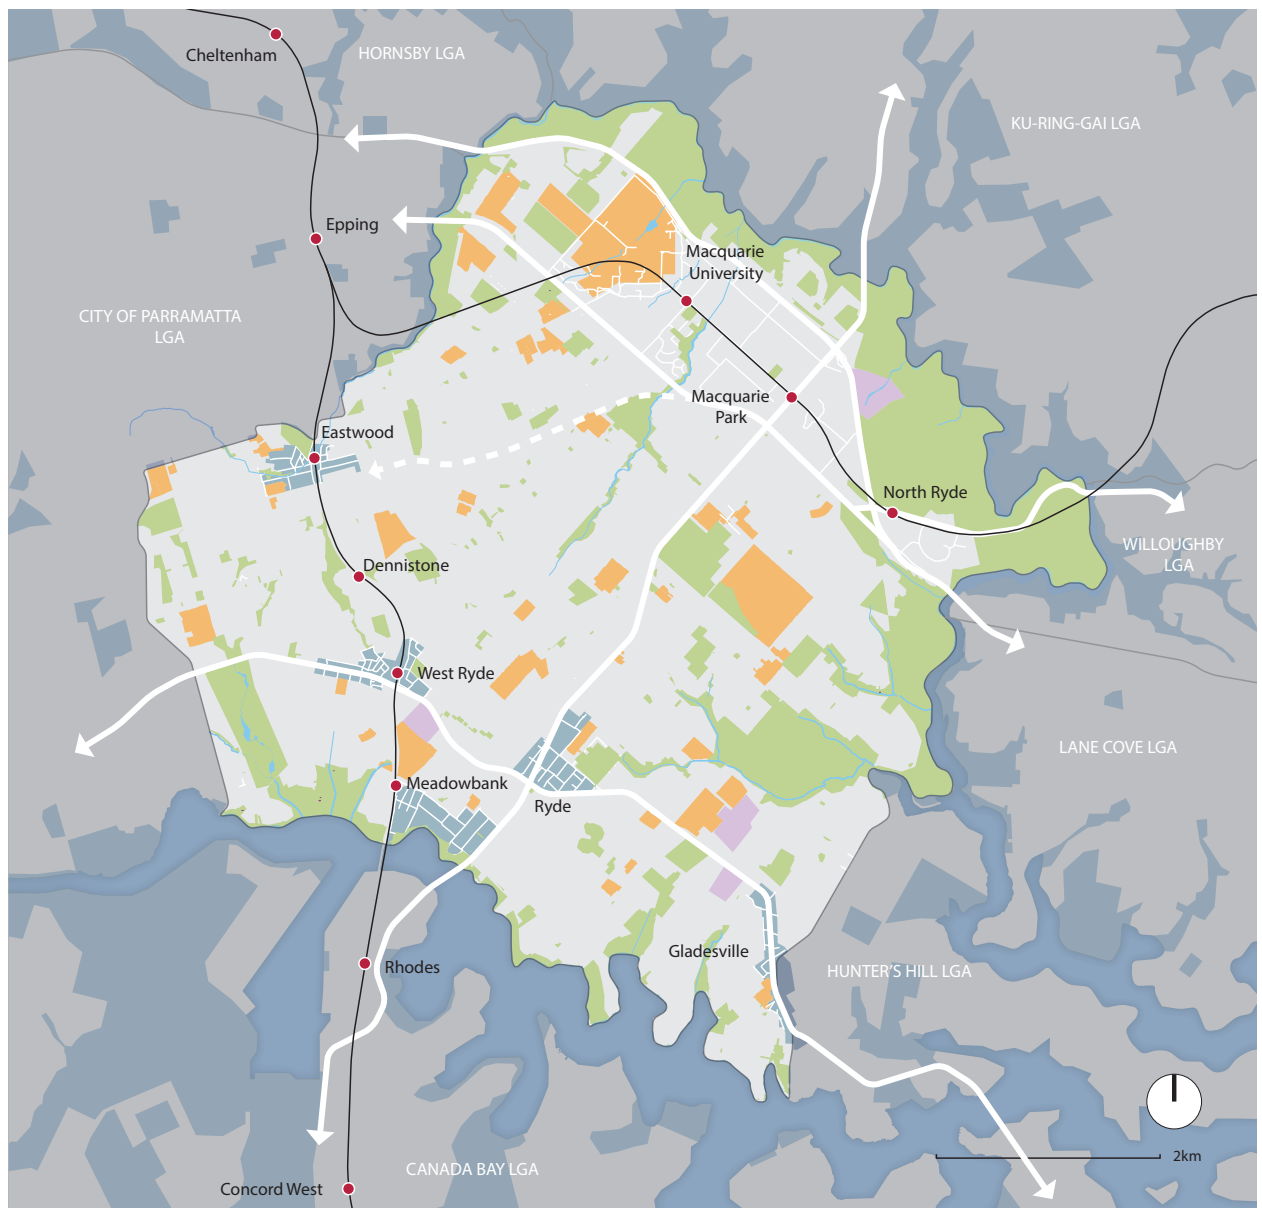 HORNSBY LGA
Cheltenham
KU-RING-GAI LGA
Epping
Macquarie
University
CITY OF PARRAMATTA
LGA
Macquarie
Park
Eastwood
North Ryde
WILLOUGHBY
LGA
Dennistone
West Ryde
LANE COVE LGA
Meadowbank
Ryde
Gladesville
Rhodes
HUNTER'S HILL LGA
2km
CANADA BAY LGA
Concord West